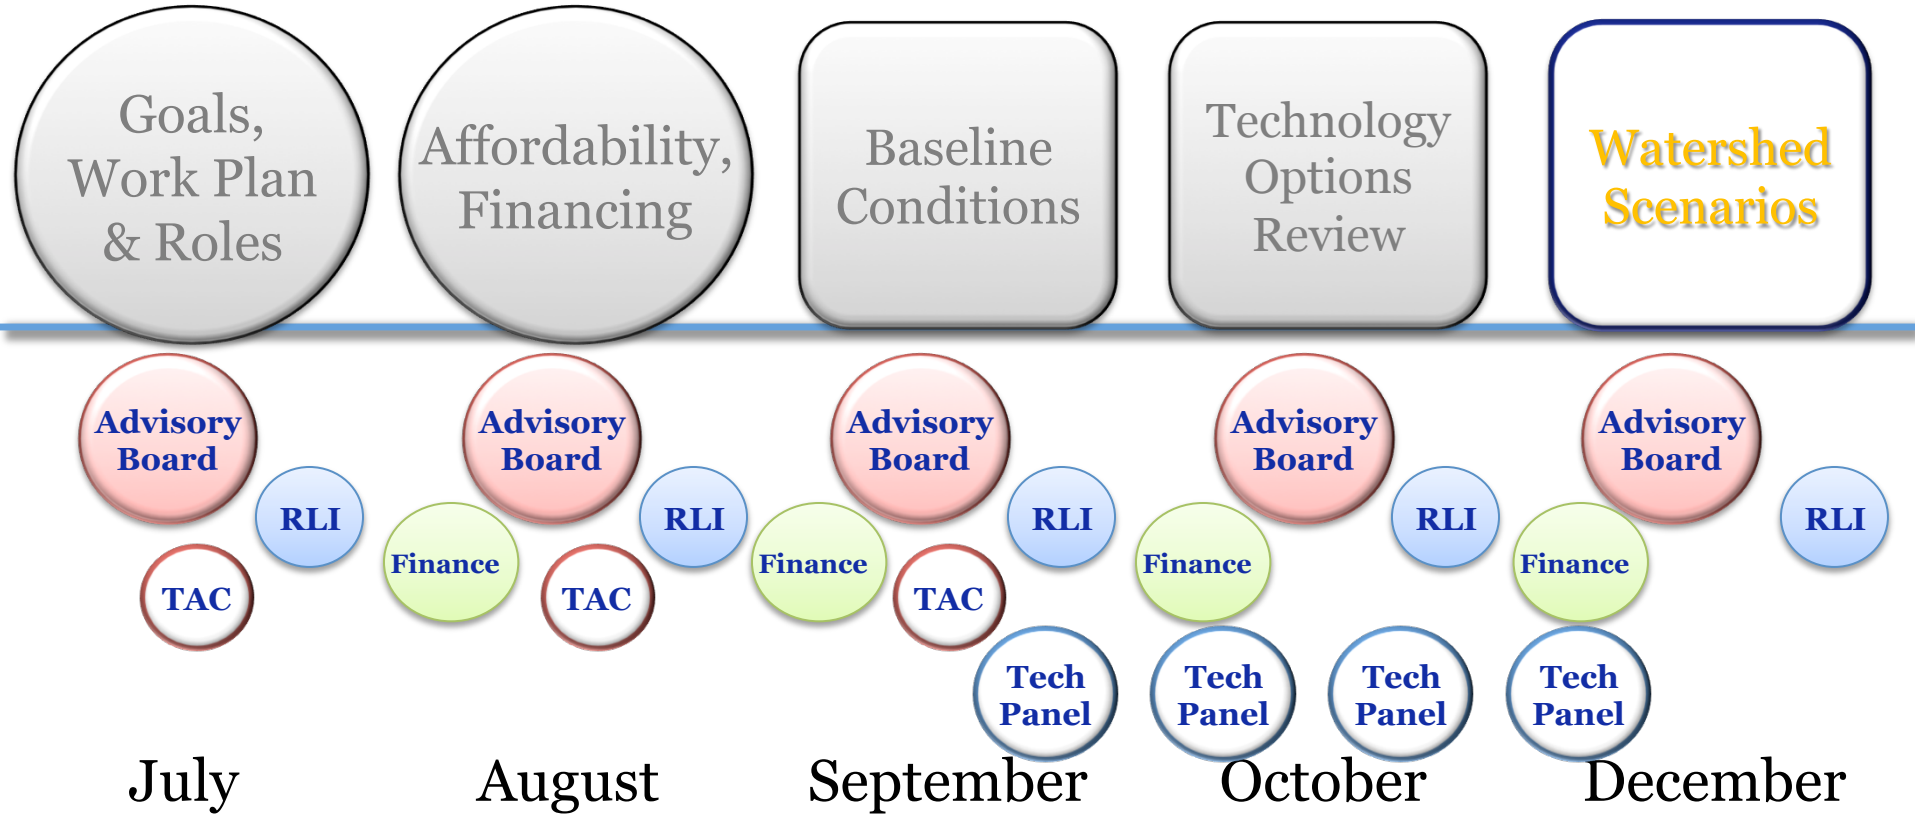 Goals,
Work Plan
& Roles
Affordability,
Financing
Baseline
Conditions
Technology
Options
Review
Watershed
Scenarios
Advisory
Board
RLI
TAC
Advisory
Board
RLI
Finance
TAC
Advisory
Board
RLI
Finance
TAC
Tech
Panel
Advisory
Board
RLI
Finance
Tech
Panel
Tech
Panel
Advisory
Board
RLI
Finance
Tech
Panel
July
August
September
October
December